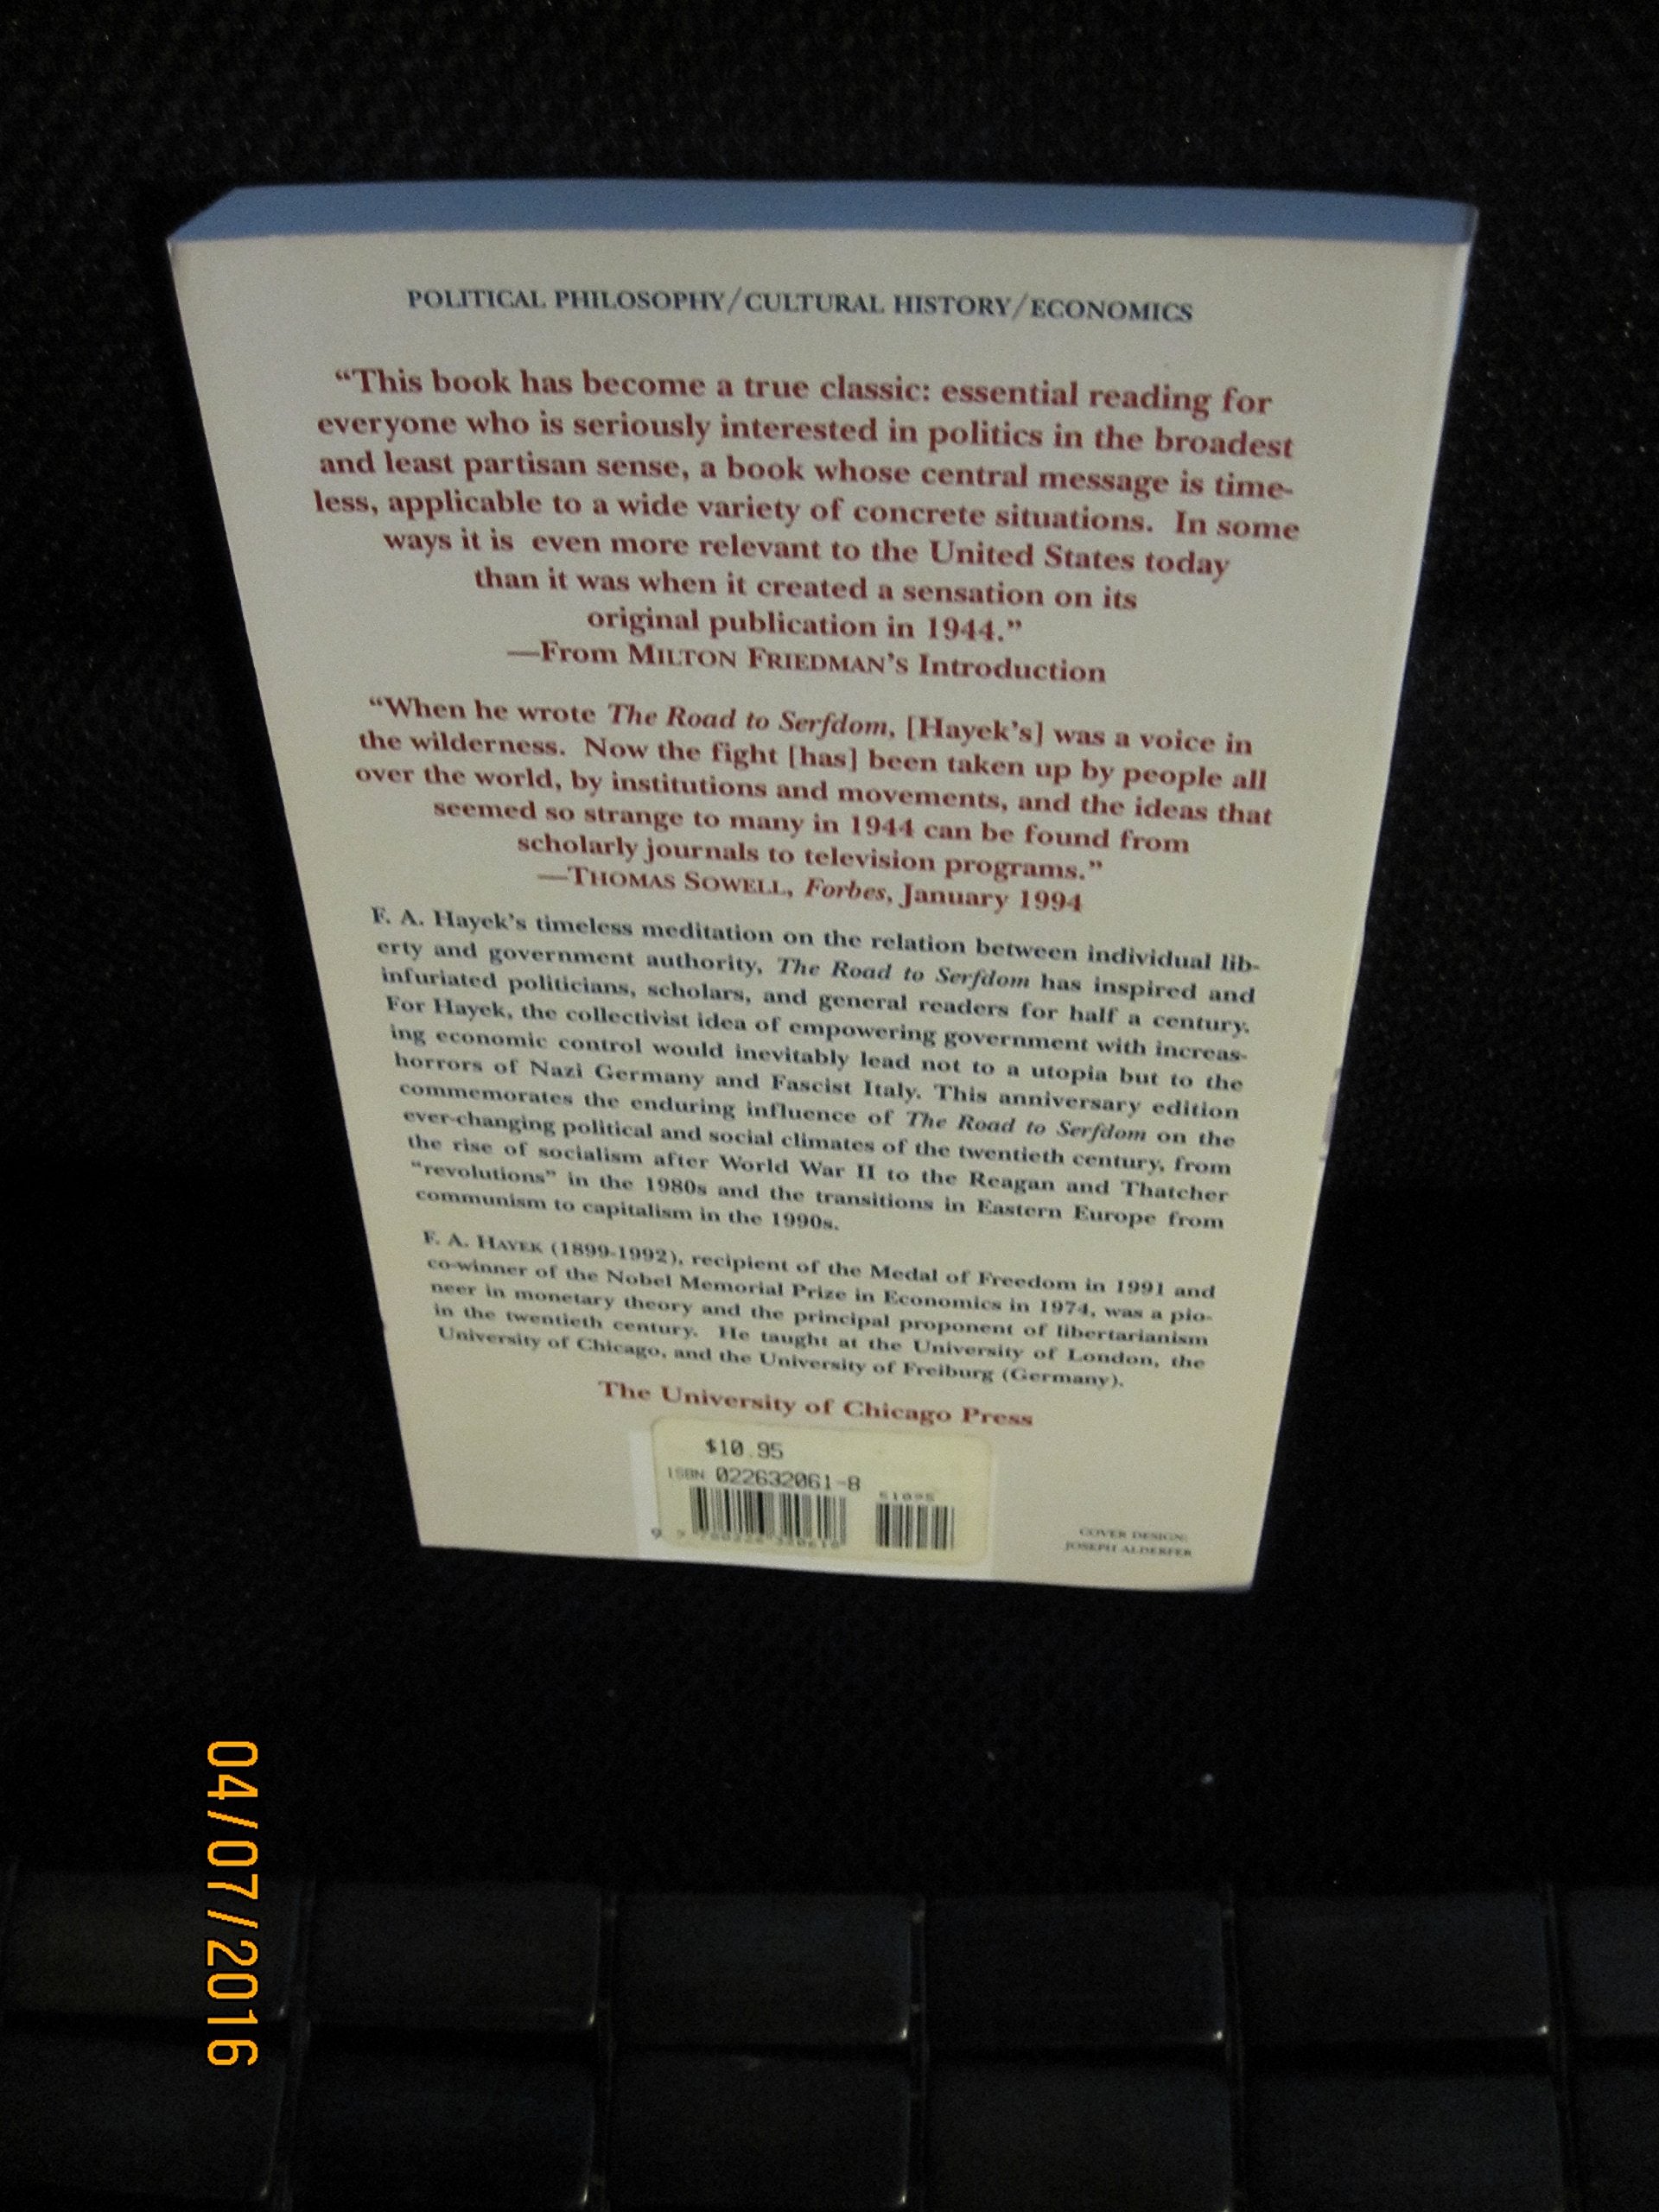 POLITICAL PHILOSOPHY/CULTURAL HISTORY/ECONOMICS
“This book has become a true classic: essential reading for
everyone who is seriously interested in politics in the broadest
and least partisan sense, a book whose central message is time-
less, applicable to a wide variety of concrete situations. In some
ways it is even more relevant to the United States today
than it was when it created a sensation on its
original publication in 1944.”
—From MILTON FRIEDMAN’S Introduction
“When he wrote The Road to Serfdom, [Hayek’s] was a voice in
the wilderness. Now the fight [has] been taken up by people all
over the world, by institutions and movements, and the ideas that
seemed so strange to many in 1944 can be found from
scholarly journals to television programs.”
—THOMAS SOWELL, Forbes, January 1994
F. A. Hayek’s timeless meditation on the relation between individual lib-
erty and government authority, The Road to Serfdom has inspired and
infuriated politicians, scholars, and general readers for half a century.
For Hayek, the collectivist idea of empowering government with increas-
ing economic control would inevitably lead not to a utopia but to the
horrors of Nazi Germany and Fascist Italy. This anniversary edition
commemorates the enduring influence of The Road to Serfdom on the
ever-changing political and social climates of the twentieth century, from
the rise of socialism after World War II to the Reagan and Thatcher
“revolutions” in the 1980s and the transitions in Eastern Europe from
communism to capitalism in the 1990s.
F. A. HAYEK (1899-1992), recipient of the Medal of Freedom in 1991 and
co-winner of the Nobel Memorial Prize in Economics in 1974, was a pio-
neer in monetary theory and the principal proponent of libertarianism
in the twentieth century. He taught at the University of London, the
University of Chicago, and the University of Freiburg (Germany).
The University of Chicago Press
$10.95
ISBN 022632061-8
51095
COVER DESIGN:
JOSEPH ALDERFER
04/07/2016